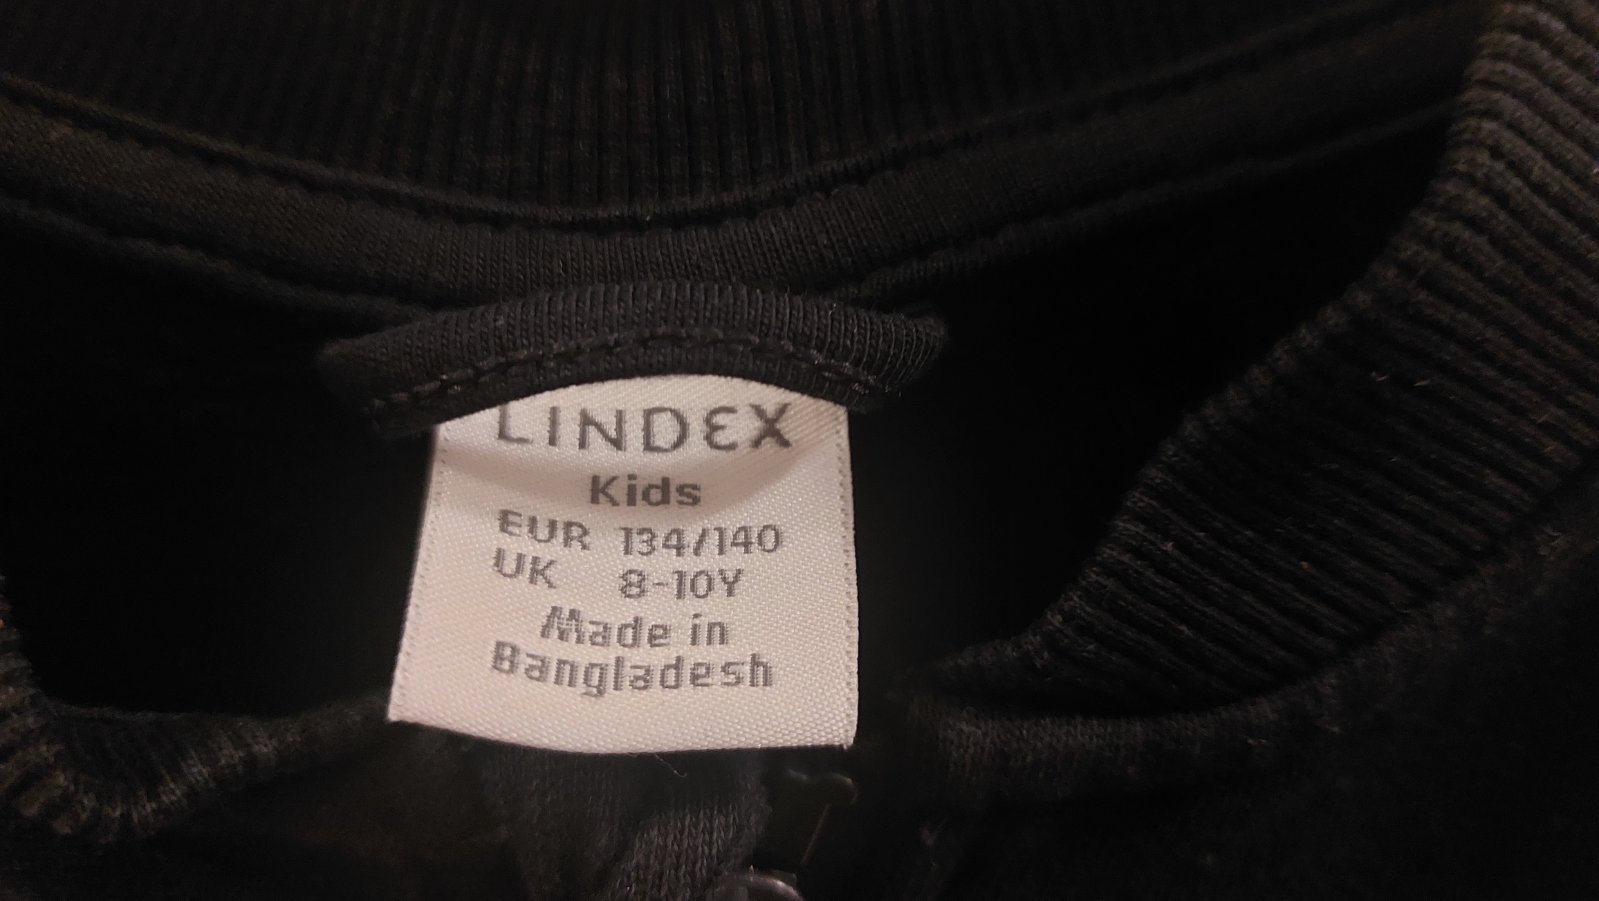 LINDEX
Kids
EUR 134/140
UK 8-10Y
Made in
Bangladesh